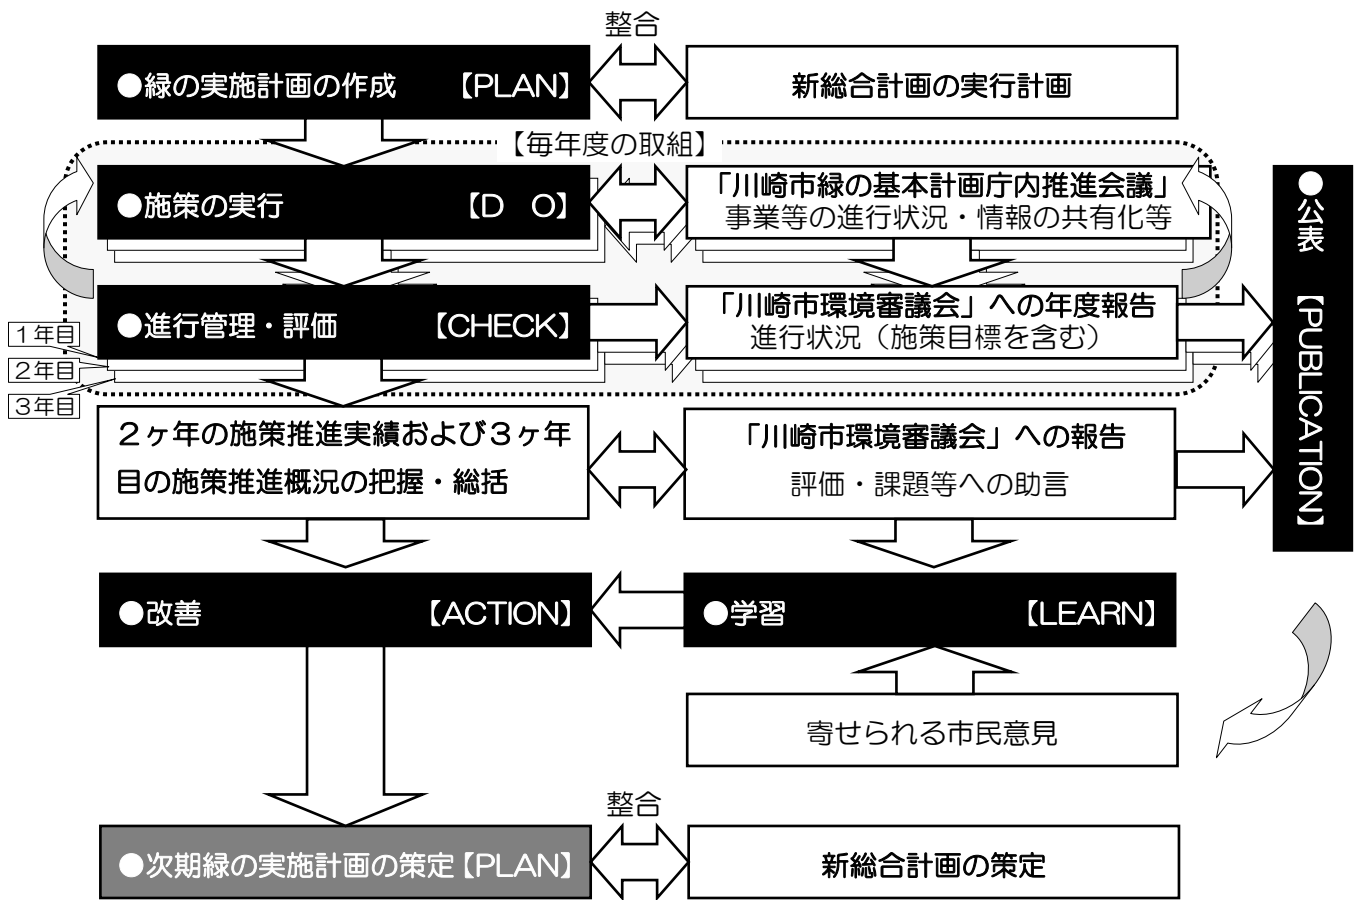 整合
●緑の実施計画の作成 【PLAN】
新総合計画の実行計画
【毎年度の取組】
●施策の実行 【D O】
「川崎市緑の基本計画庁内推進会議」
事業等の進行状況・情報の共有化等
●進行管理・評価 【CHECK】
「川崎市環境審議会」への年度報告
進行状況（施策目標を含む）
●公表 【PUBLICATION】
１年目
２年目
３年目
２ヶ年の施策推進実績および３ヶ年
目の施策推進概況の把握・総括
「川崎市環境審議会」への報告
評価・課題等への助言
●改善 【ACTION】
●学習 【LEARN】
寄せられる市民意見
整合
●次期緑の実施計画の策定【PLAN】
新総合計画の策定